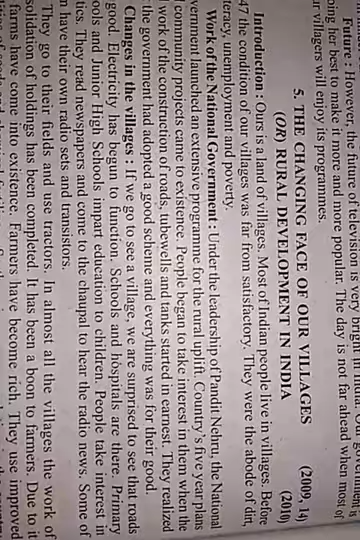 Future : However, the future of television is very bright in India. Our government is
ing her best to make it more and more popular. The day is not far ahead when most of
ur villagers will enjoy its programmes.
5. THE CHANGING FACE OF OUR VILLAGES (2009, 14)
(OR) RURAL DEVELOPMENT IN INDIA (2010)
Introduction : Ours is a land of villages. Most of Indian people live in villages. Before
47 the condition of our villages was far from satisfactory. They were the abode of dirt,
teracy, unemployment and poverty.
Work of the National Government : Under the leadership of Pandit Nehru, the National
vernment launched an extensive programme for the rural uplift. Country's five year plans
community projects came to existence. People began to take interest in them when the
work of the construction of roads, tubewells and tanks started in earnest. They realized
the government had adopted a good scheme and everything was for their good.
Changes in the villages : If we go to see a village, we are surprised to see that roads
good. Electricity has begun to function. Schools and hospitals are there. Primary
ools and Junior High Schools impart education to children. People take interest in
ties. They read newspapers and come to the chaupal to hear the radio news. Some of
n have their own radio sets and transistors.
They go to their fields and use tractors. In almost all the villages the work of
solidation of holdings has been completed. It has been a boon to farmers. Due to it
farms have come into existence. Farmers have become rich. They use improved